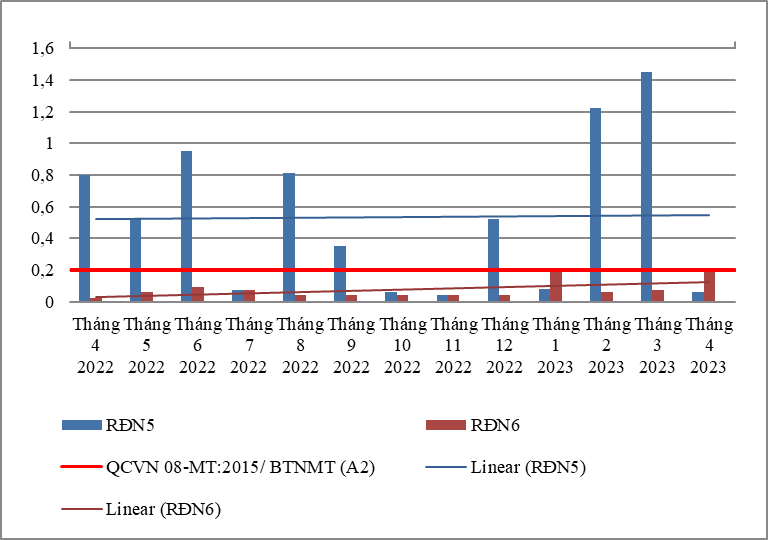 1,6
1,4
1,2
1
0,8
0,6
0,4
0,2
0
Tháng Tháng Tháng Tháng Tháng Tháng Tháng Tháng Tháng Tháng Tháng Tháng Tháng
4 5 6 7 8 9 10 11 12 1 2 3 4
2022 2022 2022 2022 2022 2022 2022 2022 2022 2023 2023 2023 2023
RĐN5 RĐN6
QCVN 08-MT:2015/ BTNMT (A2) Linear (RĐN5)
Linear (RĐN6)